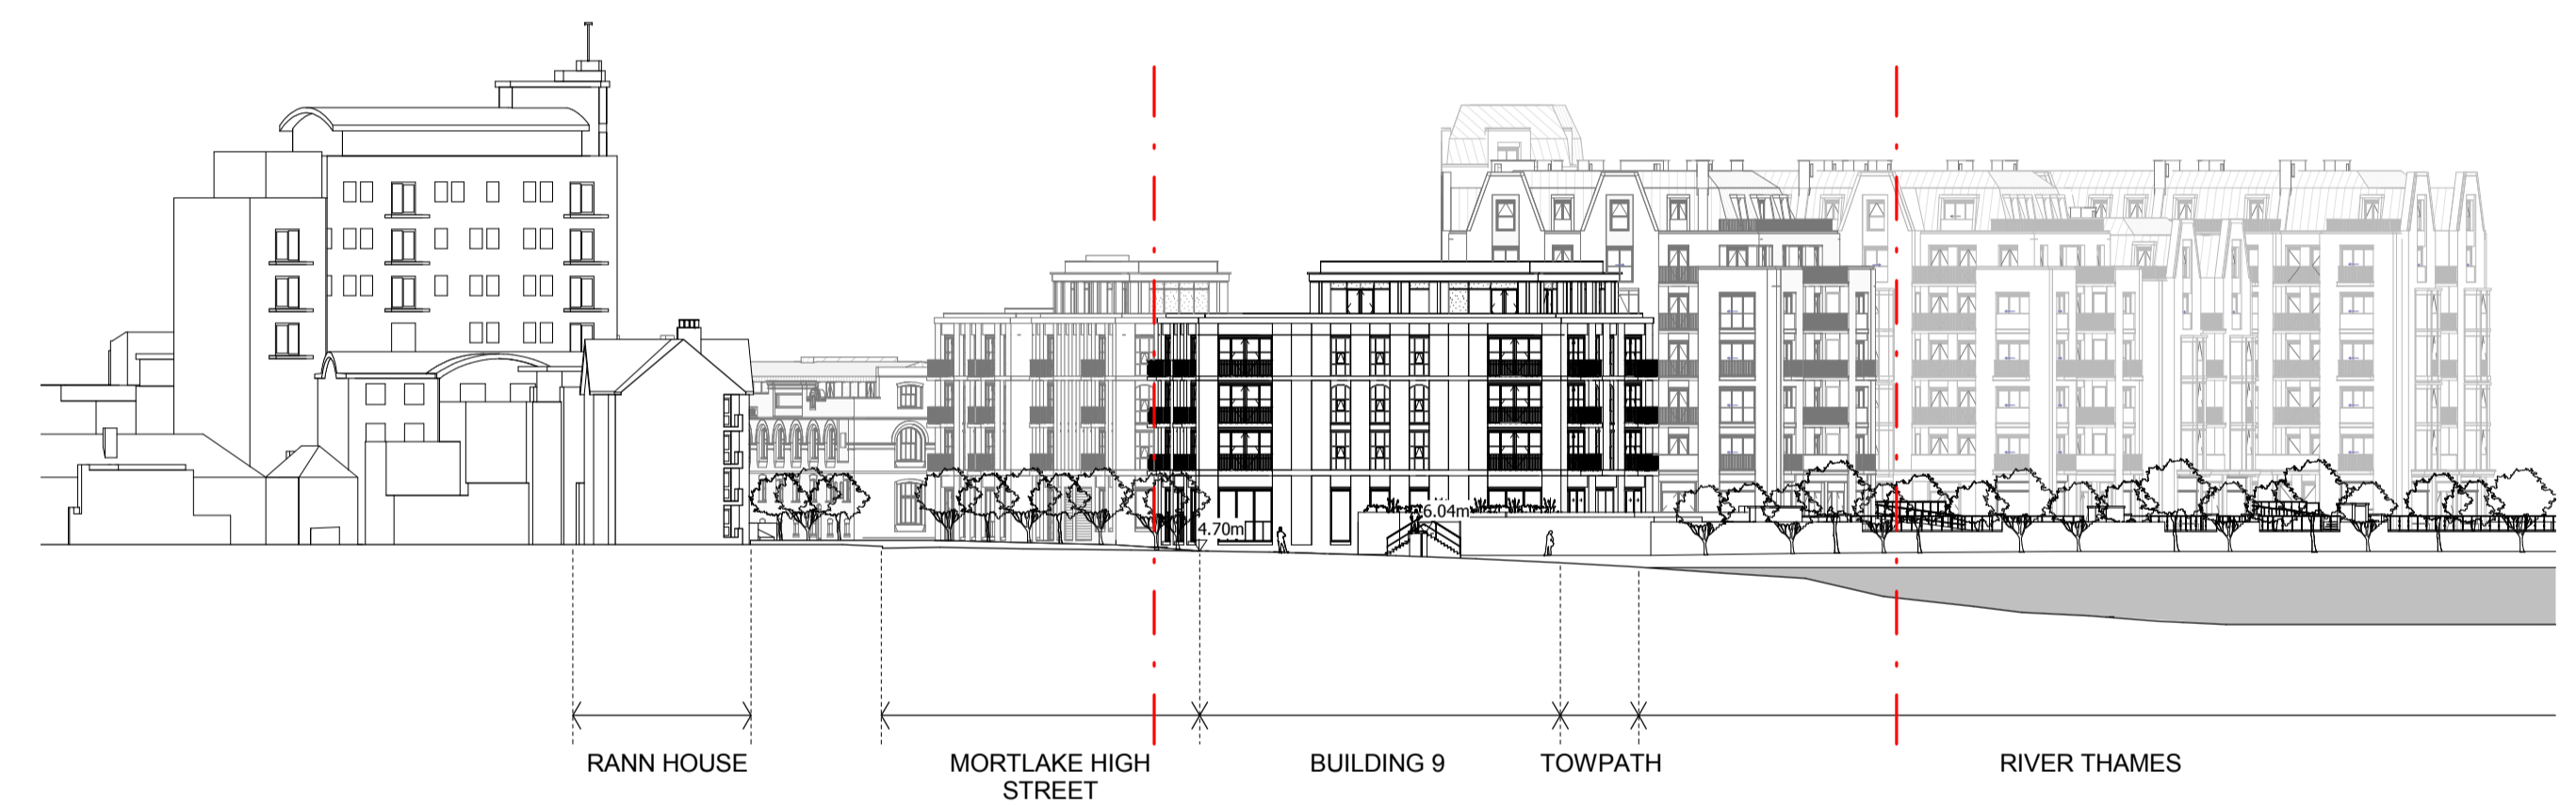 6.04m
4.70m
RANN HOUSE
MORTLAKE HIGH
STREET
BUILDING 9
TOWPATH
RIVER THAMES